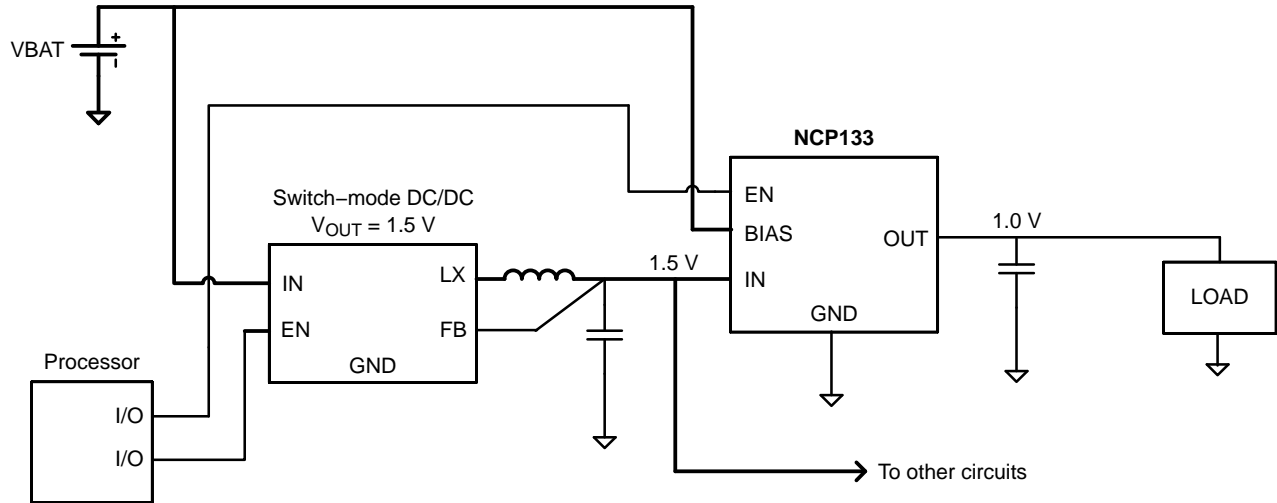 VBAT
+
−
NCP133
Switch−mode DC/DC
VOUT = 1.5 V
EN
BIAS
IN
OUT
GND
1.0 V
LOAD
1.5 V
IN
EN
LX
FB
GND
Processor
I/O
I/O
To other circuits